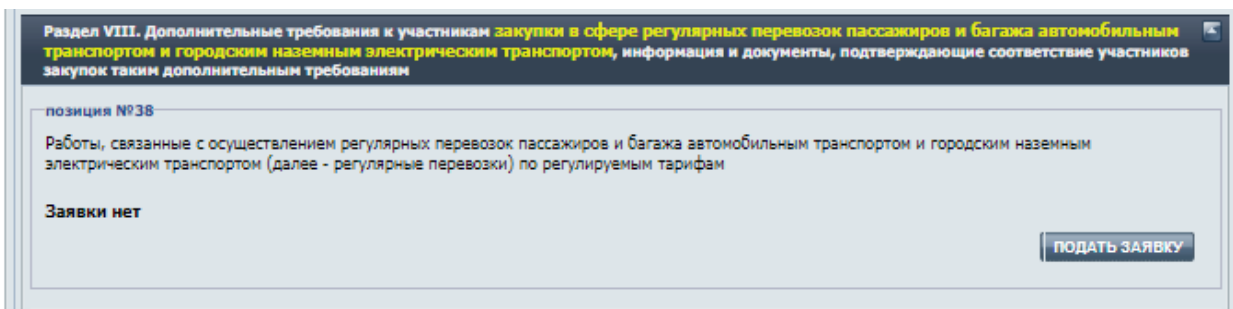 Раздел VIII. Дополнительные требования к участникам закупки в сфере регулярных перевозок пассажиров и багажа автомобильным
транспортом и городским наземным электрическим транспортом, информация и документы, подтверждающие соответствие участников
закупок таким дополнительным требованиям
позиция №38
Работы, связанные с осуществлением регулярных перевозок пассажиров и багажа автомобильным транспортом и городским наземным
электрическим транспортом (далее - регулярные перевозки) по регулируемым тарифам
Заявки нет
ПОДАТЬ ЗАЯВКУ